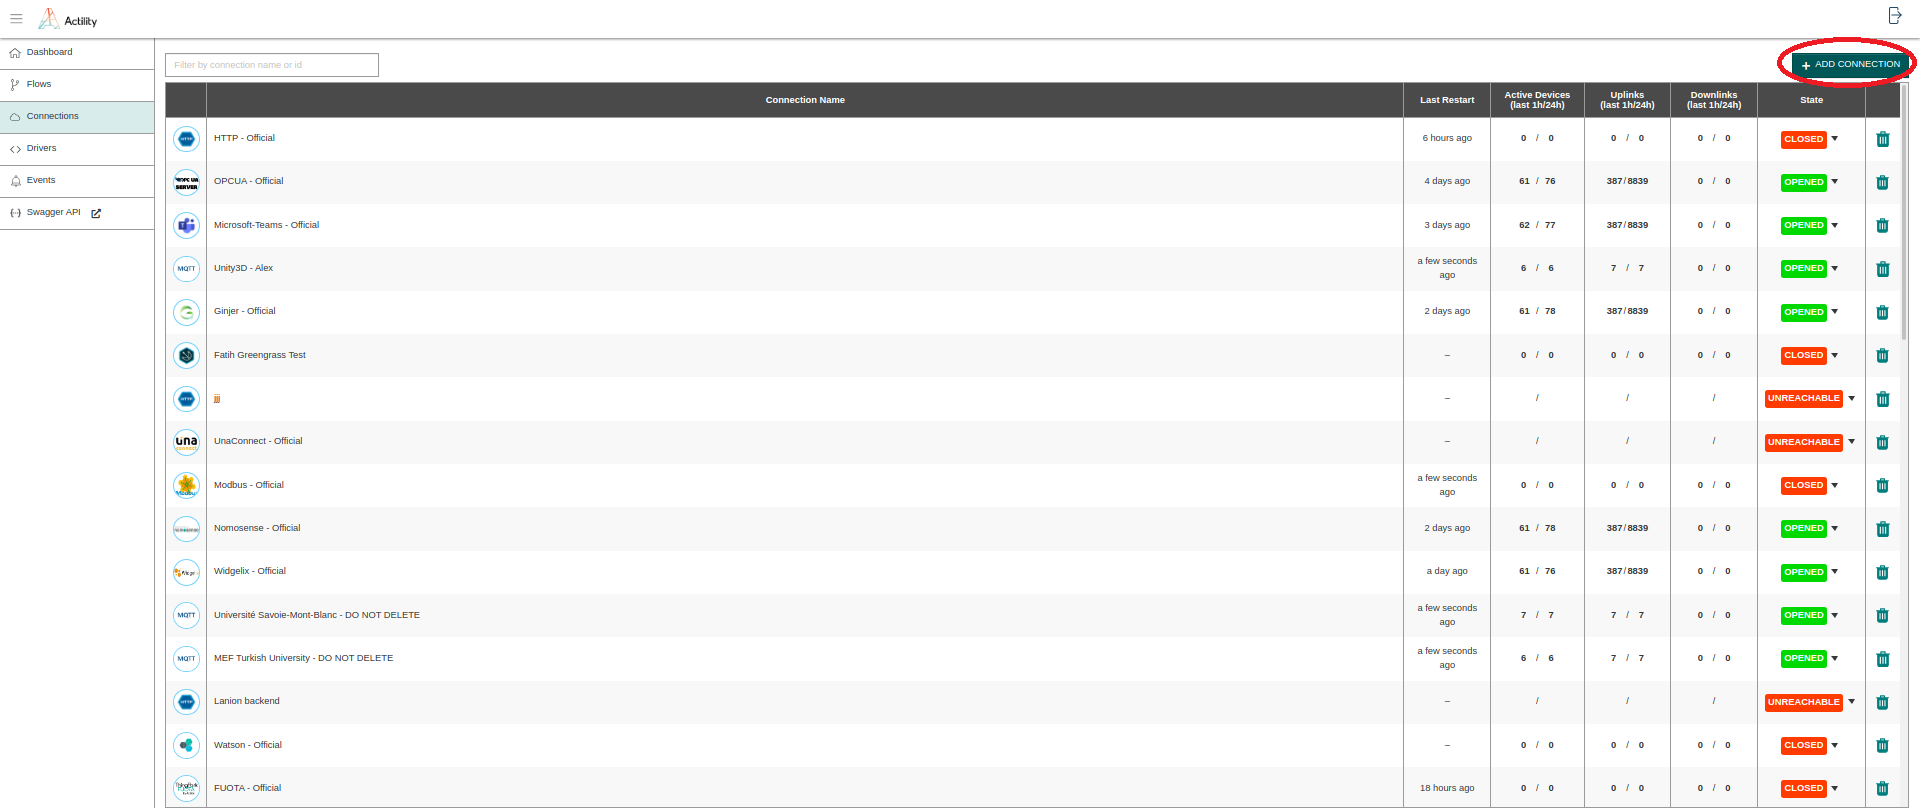 Actility
Dashboard
Flows
Connections
Drivers
Events
Swagger API
Filter by connection name or id
+ ADD CONNECTION
Connection Name Last Restart Active Devices (last 1h/24h) Uplinks (last 1h/24h) Downlinks (last 1h/24h) State
HTTP HTTP - Official 6 hours ago 0 / 0 0 / 0 0 / 0 CLOSED
OPC UA SERVER OPCUA - Official 4 days ago 61 / 76 387/8839 0 / 0 OPENED
Microsoft-Teams - Official 3 days ago 62 / 77 387/8839 0 / 0 OPENED
MQTT Unity3D - Alex a few seconds ago 6 / 6 7 / 7 0 / 0 OPENED
Ginjer - Official 2 days ago 61 / 78 387/8839 0 / 0 OPENED
Fatih Greengrass Test – 0 / 0 0 / 0 0 / 0 CLOSED
HTTP jjj – / / / UNREACHABLE
una CONNECT UnaConnect - Official – / / / UNREACHABLE
Modbus Modbus - Official a few seconds ago 0 / 0 0 / 0 0 / 0 CLOSED
Nomosense - Official 2 days ago 61 / 78 387/8839 0 / 0 OPENED
Widgelix - Official a day ago 61 / 76 387/8839 0 / 0 OPENED
MQTT Université Savoie-Mont-Blanc - DO NOT DELETE a few seconds ago 7 / 7 7 / 7 0 / 0 OPENED
MQTT MEF Turkish University - DO NOT DELETE a few seconds ago 6 / 6 7 / 7 0 / 0 OPENED
HTTP Lanion backend – / / / UNREACHABLE
Watson - Official – 0 / 0 0 / 0 0 / 0 CLOSED
FUOTA - Official 18 hours ago 0 / 0 0 / 0 0 / 0 CLOSED